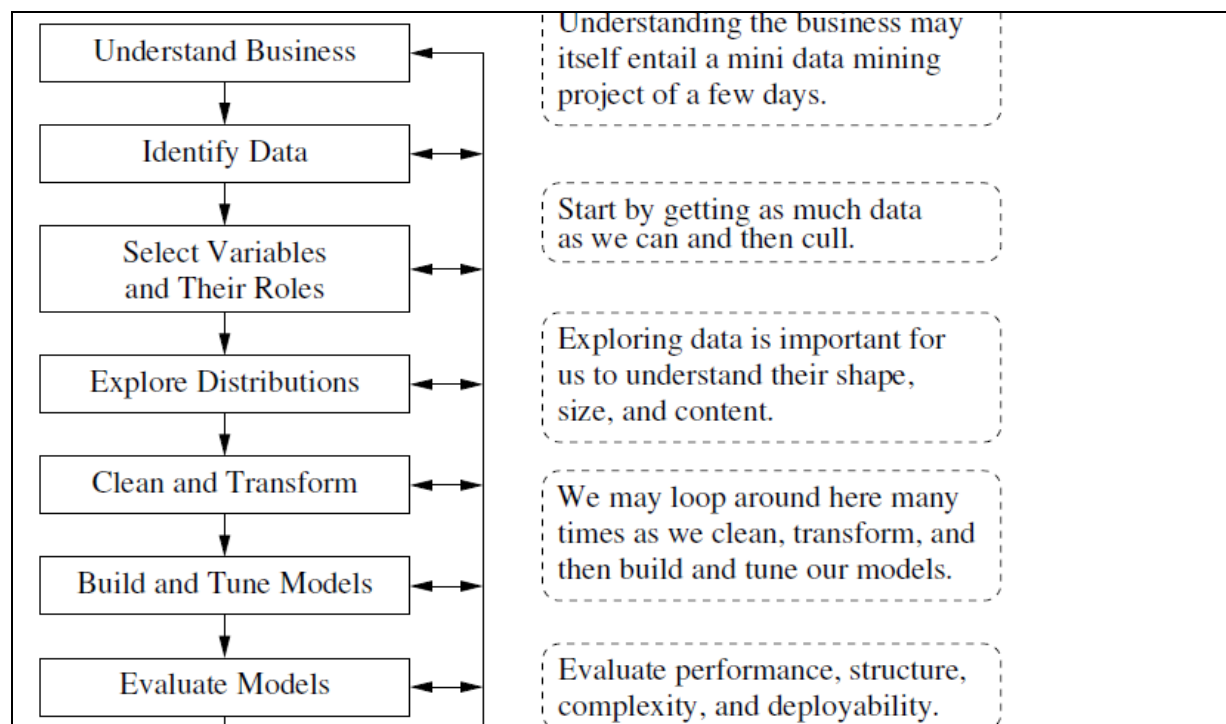 Understand Business
Identify Data
Select Variables
and Their Roles
Explore Distributions
Clean and Transform
Build and Tune Models
Evaluate Models
Understanding the business may
itself entail a mini data mining
project of a few days.
Start by getting as much data
as we can and then cull.
Exploring data is important for
us to understand their shape,
size, and content.
We may loop around here many
times as we clean, transform, and
then build and tune our models.
Evaluate performance, structure,
complexity, and deployability.